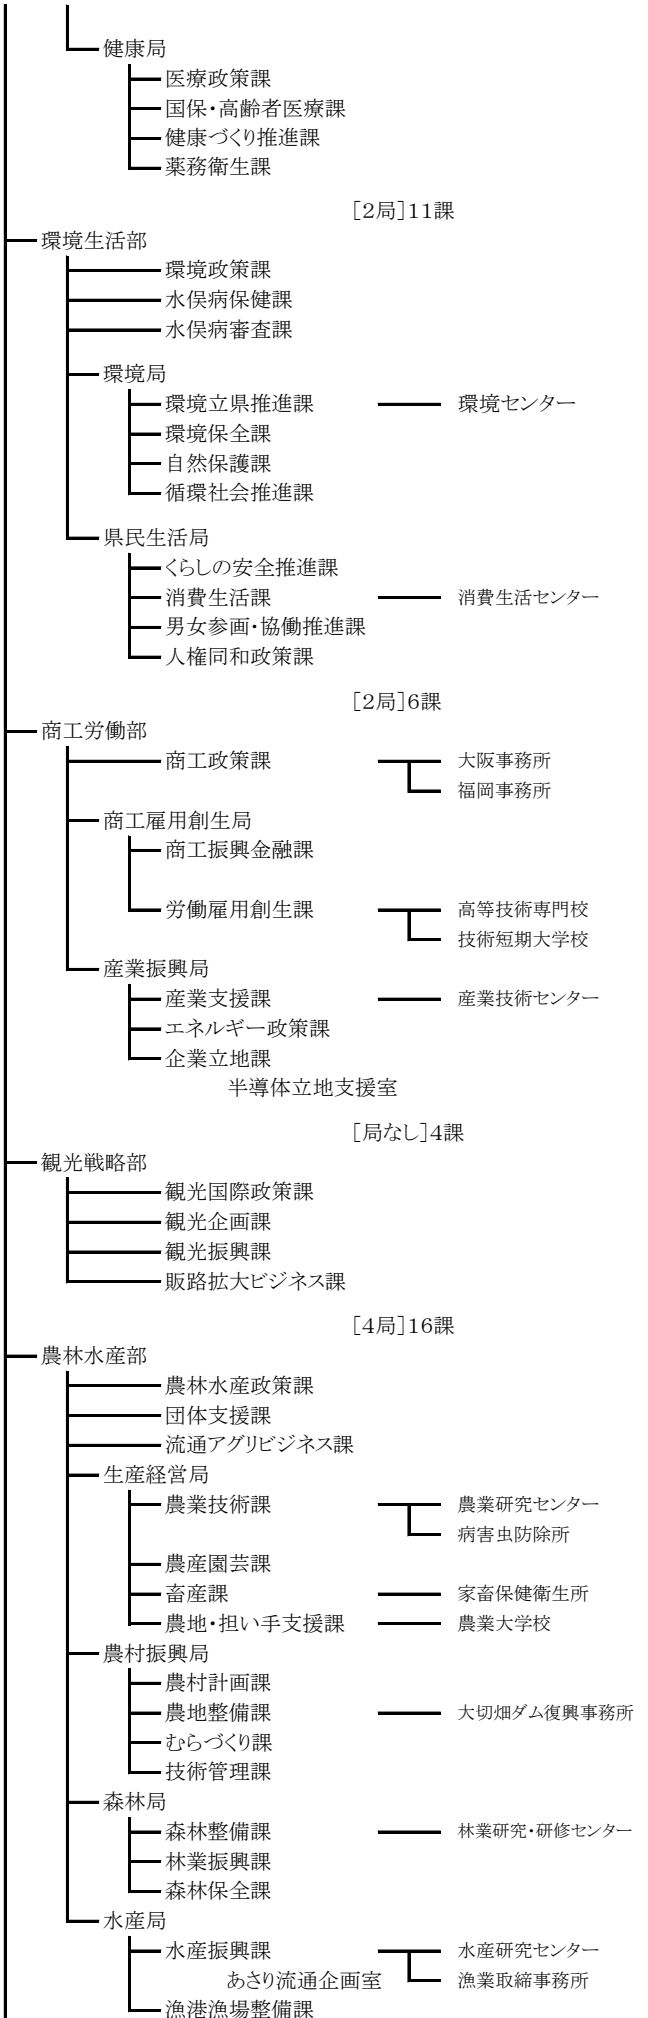 健康局
医療政策課
国保・高齢者医療課
健康づくり推進課
薬務衛生課
［2局］11課
環境生活部
環境政策課
水俣病保健課
水俣病審査課
環境局
環境立県推進課 環境センター
環境保全課
自然保護課
循環社会推進課
県民生活局
くらしの安全推進課
消費生活課 消費生活センター
男女参画・協働推進課
人権同和政策課
［2局］6課
商工労働部
商工政策課 大阪事務所
福岡事務所
商工雇用創生局
商工振興金融課
労働雇用創生課 高等技術専門校
技術短期大学校
産業振興局
産業支援課 産業技術センター
エネルギー政策課
企業立地課
半導体立地支援室
［局なし］4課
観光戦略部
観光国際政策課
観光企画課
観光振興課
販路拡大ビジネス課
［4局］16課
農林水産部
農林水産政策課
団体支援課
流通アグリビジネス課
生産経営局
農業技術課 農業研究センター
病害虫防除所
農産園芸課
畜産課 家畜保健衛生所
農地・担い手支援課 農業大学校
農村振興局
農村計画課
農地整備課 大切畑ダム復興事務所
むらづくり課
技術管理課
森林局
森林整備課 林業研究・研修センター
林業振興課
森林保全課
水産局
水産振興課 水産研究センター
あさり流通企画室 漁業取締事務所
漁港漁場整備課